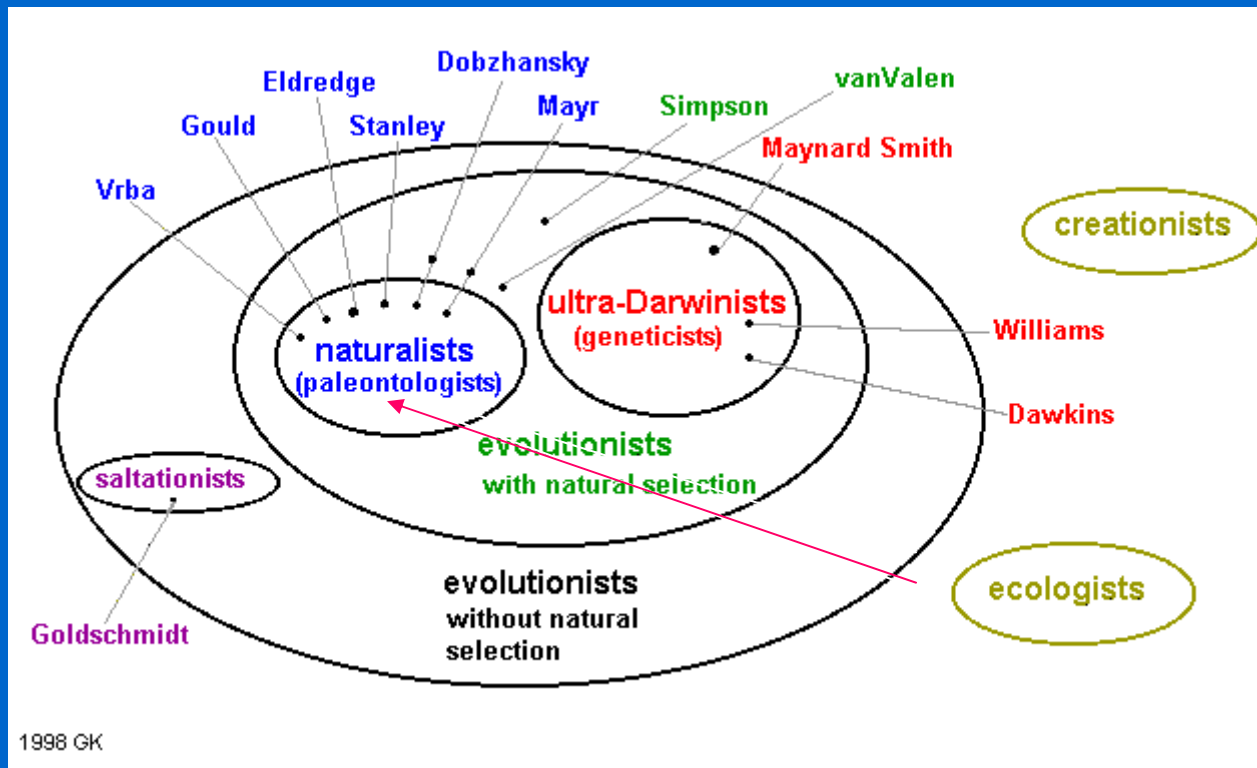 Dobzhansky
vanValen
Eldredge
Simpson
Mayr
Gould
Stanley
Maynard Smith
Vrba
creationists
ultra-Darwinists
(geneticists)
Williams
naturalists
(paleontologists)
Dawkins
evolutionists
with natural selection
saltationists
evolutionists
without natural
selection
ecologists
Goldschmidt
1998 GK